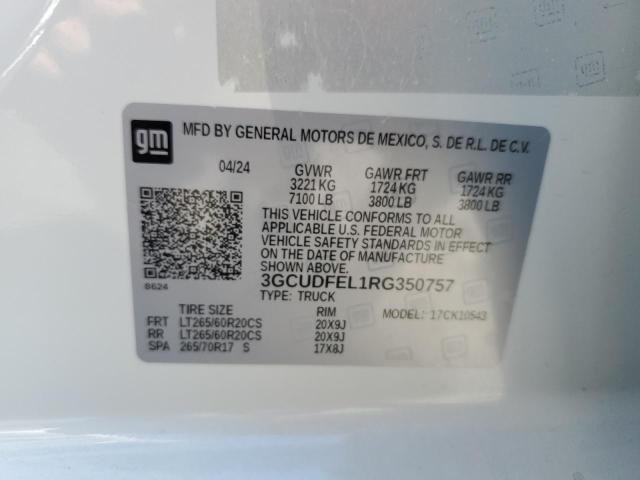 gm MFD BY GENERAL MOTORS DE MEXICO, S. DE R.L. DE C.V.
04/24 GVWR GAWR FRT GAWR RR
3221 KG 1724 KG 1724 KG
7100 LB 3800 LB 3800 LB
THIS VEHICLE CONFORMS TO ALL
APPLICABLE U.S. FEDERAL MOTOR
VEHICLE SAFETY STANDARDS IN EFFECT
ON THE DATE OF MANUFACTURE
SHOWN ABOVE.
8624 3GCUDFEL1RG350757
TYPE: TRUCK
TIRE SIZE RIM MODEL: 17CK10543
FRT LT265/60R20CS 20X9J
RR LT265/60R20CS 20X9J
SPA 265/70R17 S 17X8J